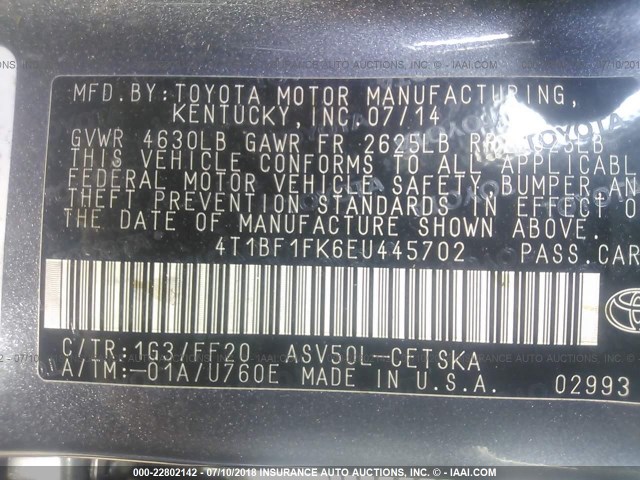 MFD.BY:TOYOTA MOTOR MANUFACTURING,
KENTUCKY, INC. 07/14
GVWR 4630LB GAWR FR 2625LB
THIS VEHICLE CONFORMS TO ALL APPLICABL
FEDERAL MOTOR VEHICLE SAFETY, BUMPER, AN
THEFT PREVENTION STANDARDS IN EFFECT O
THE DATE OF MANUFACTURE SHOWN ABOVE.
4T1BF1FK6EU445702 PASS.CAR
C/TR:1G3/FF20 ASV50L-CETSKA
A/TM:-01A/U760E MADE IN U.S.A. 02993
000-22802142 - 07/10/2018 - INSURANCE AUTO AUCTIONS - © - IAAI.COM